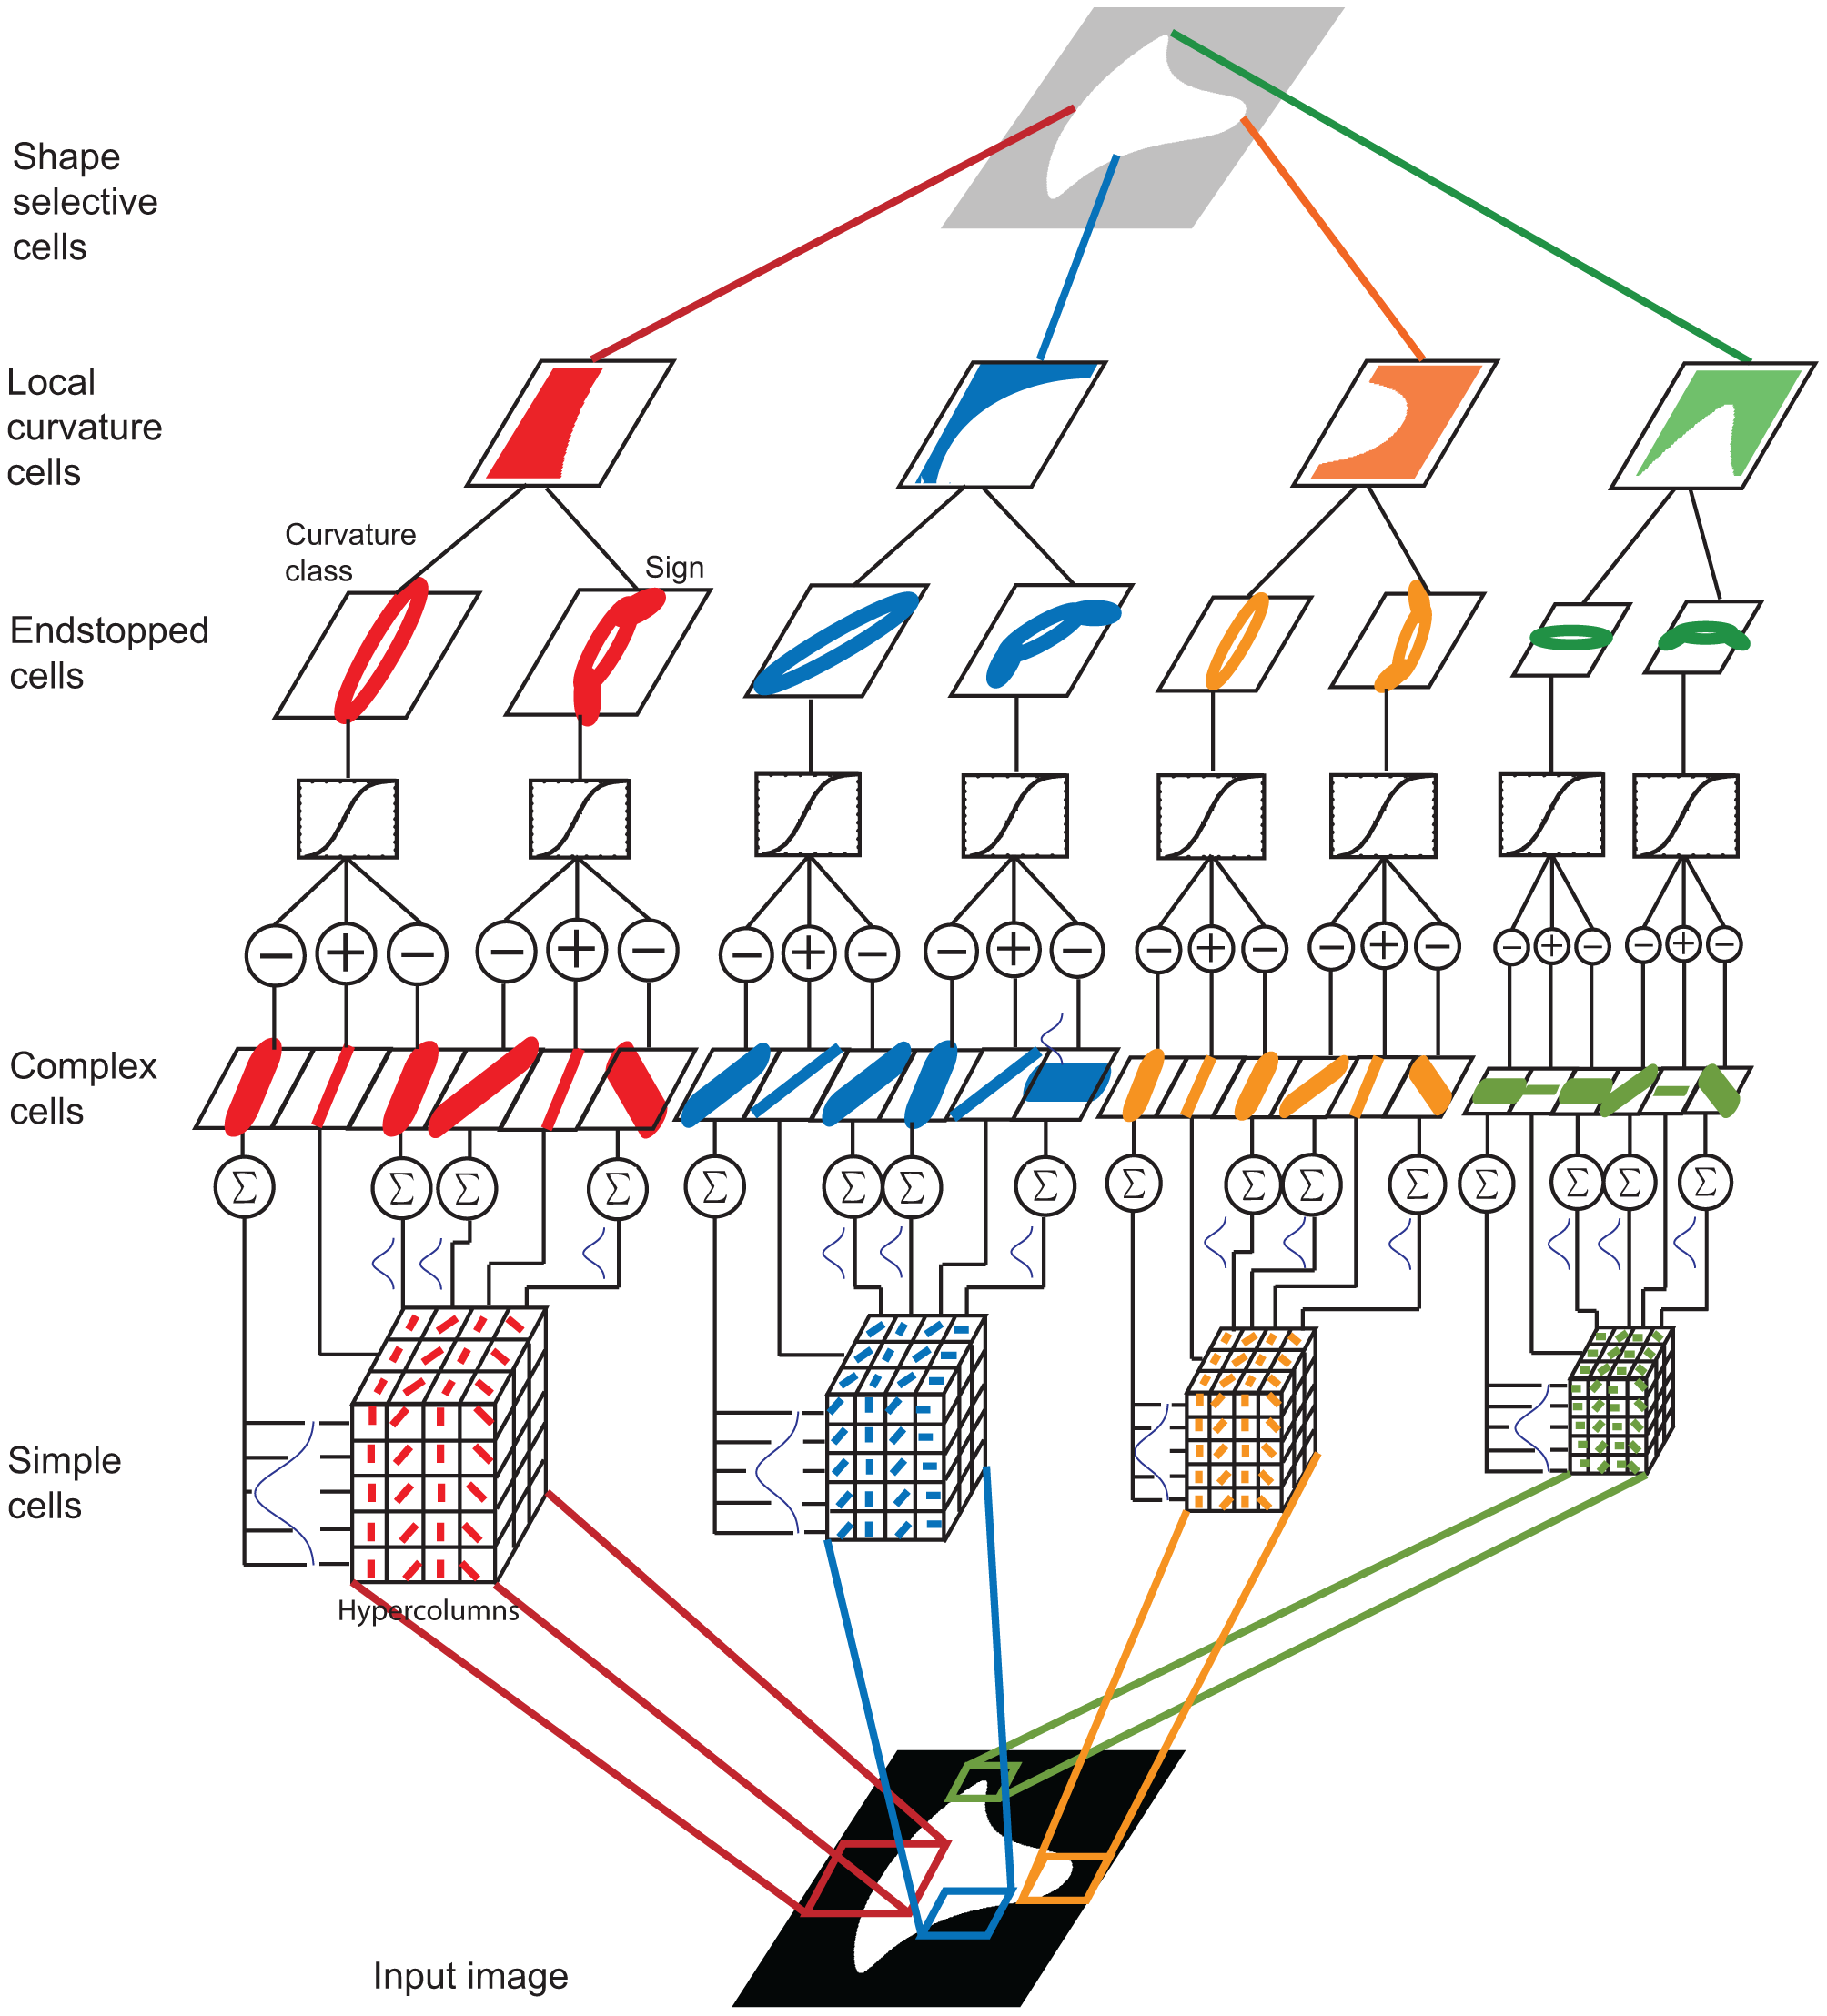 Shape
selective
cells
Local
curvature
cells
Curvature
class
Sign
Endstopped
cells
− + − − + − − + − − + − − + − − + − − + − − + −
Complex
cells
Σ Σ Σ Σ Σ Σ Σ Σ Σ Σ Σ Σ Σ Σ Σ Σ
Simple
cells
Hypercolumns
Input image